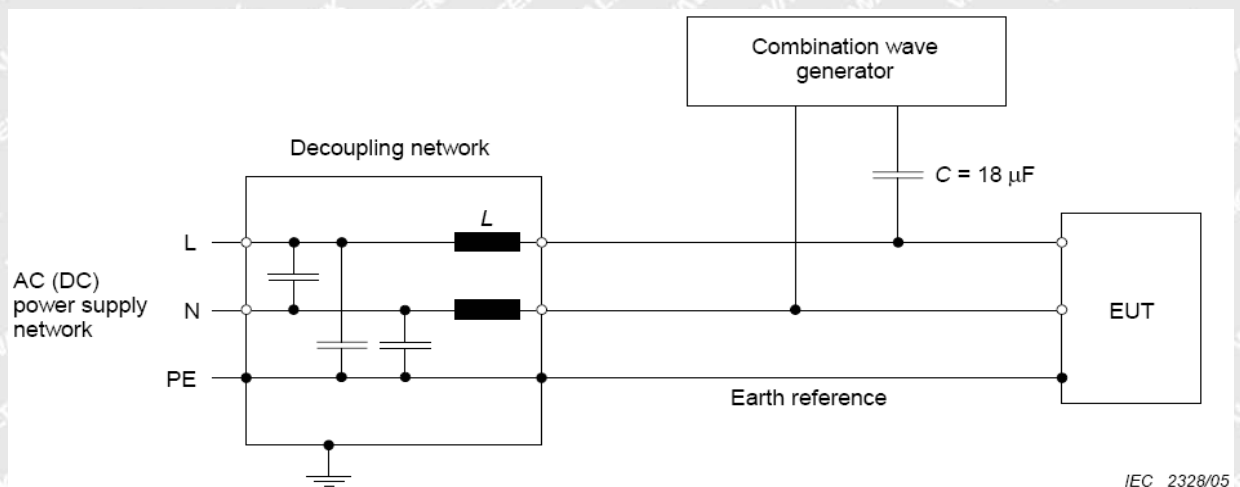 Combination wave
generator
Decoupling network
C = 18 μF
L
L
AC (DC)
power supply
network
N
EUT
PE
Earth reference
IEC 2328/05